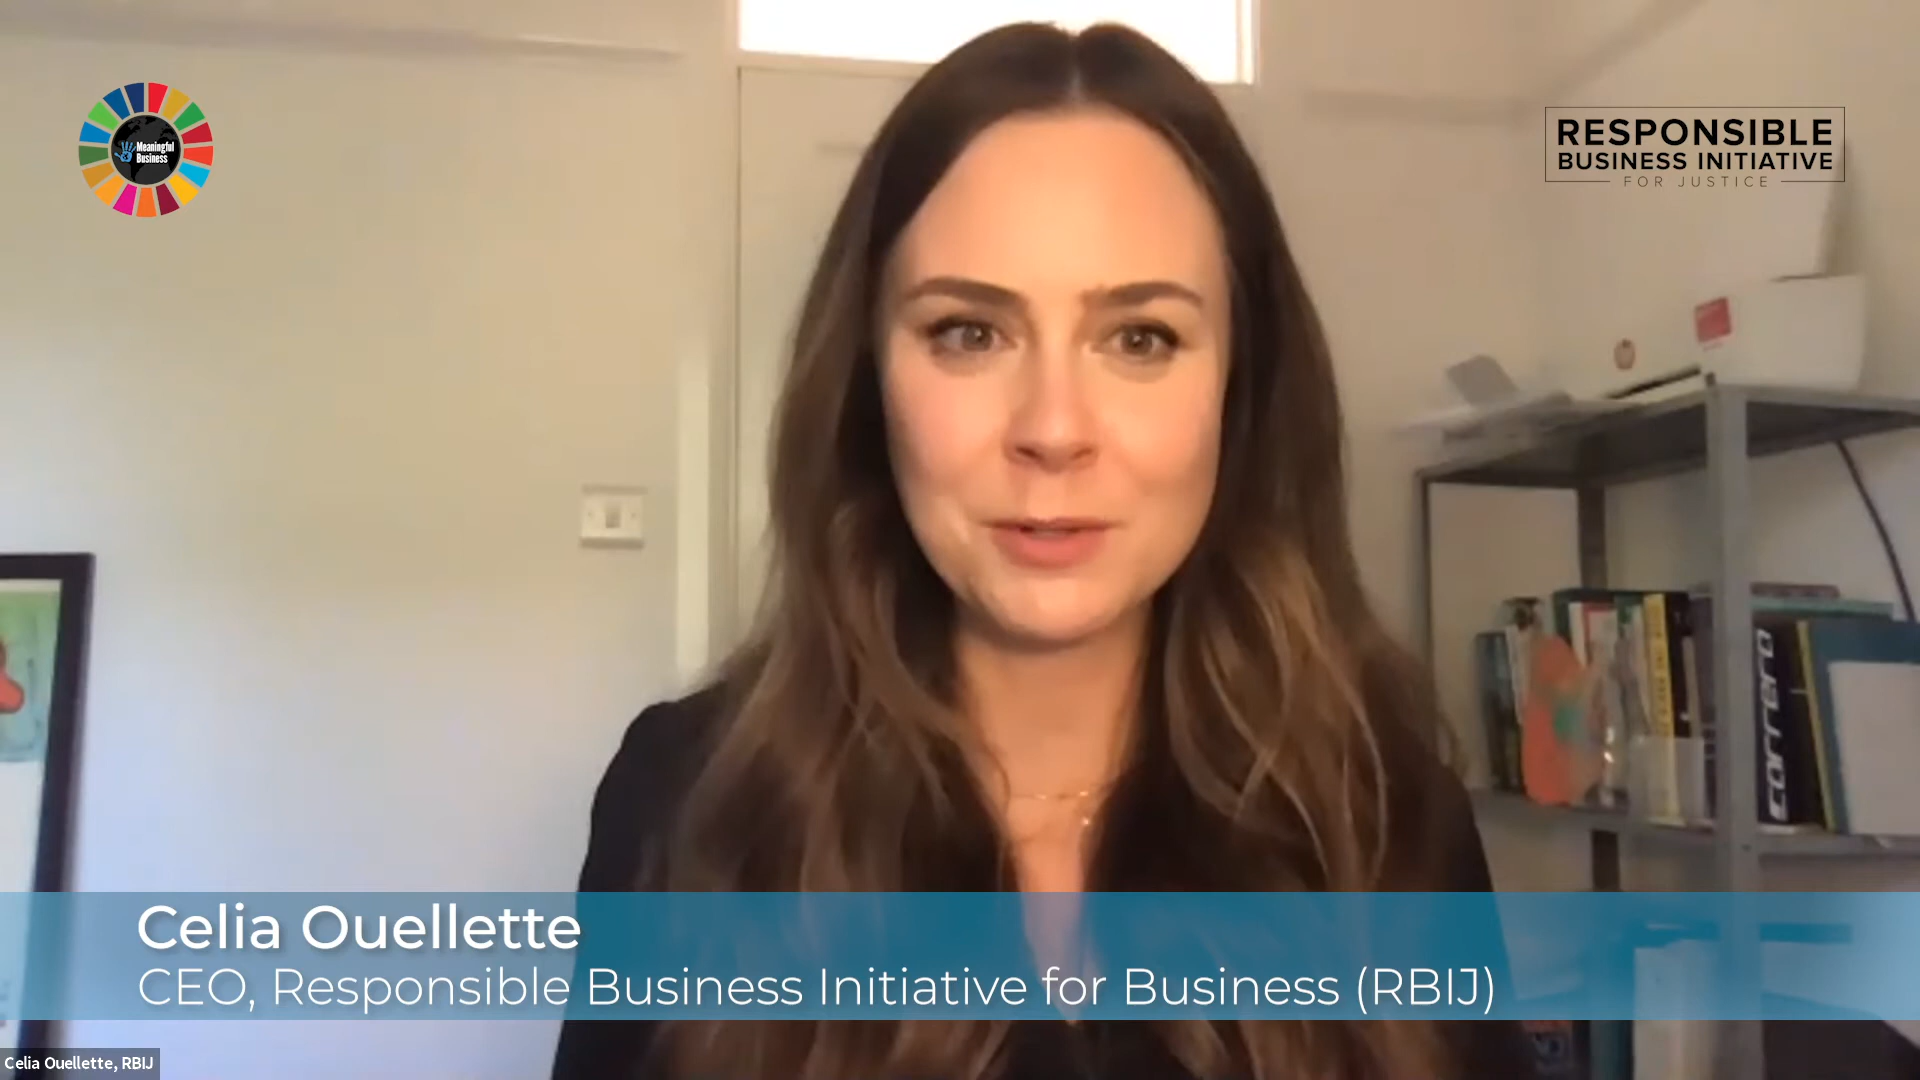 Meaningful
Business
RESPONSIBLE
BUSINESS INITIATIVE
FOR JUSTICE
carrera
Celia Ouellette
CEO, Responsible Business Initiative for Business (RBIJ)
Celia Ouellette, RBIJ